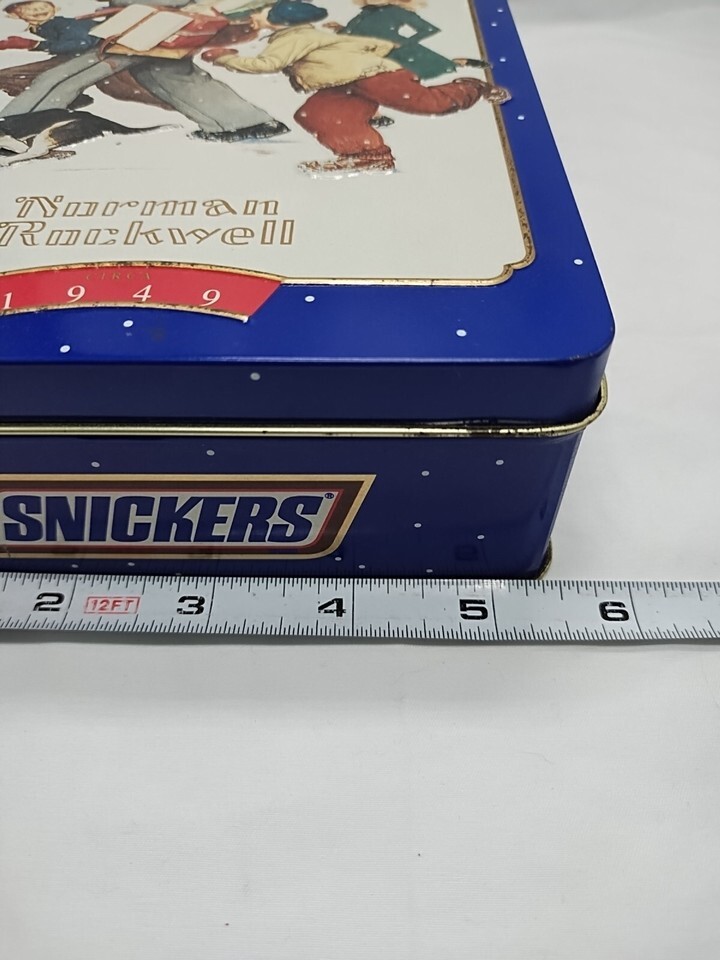 Norman
Rockwell
CIRCA
1949
SNICKERS®
2 12FT 3 4 5 6